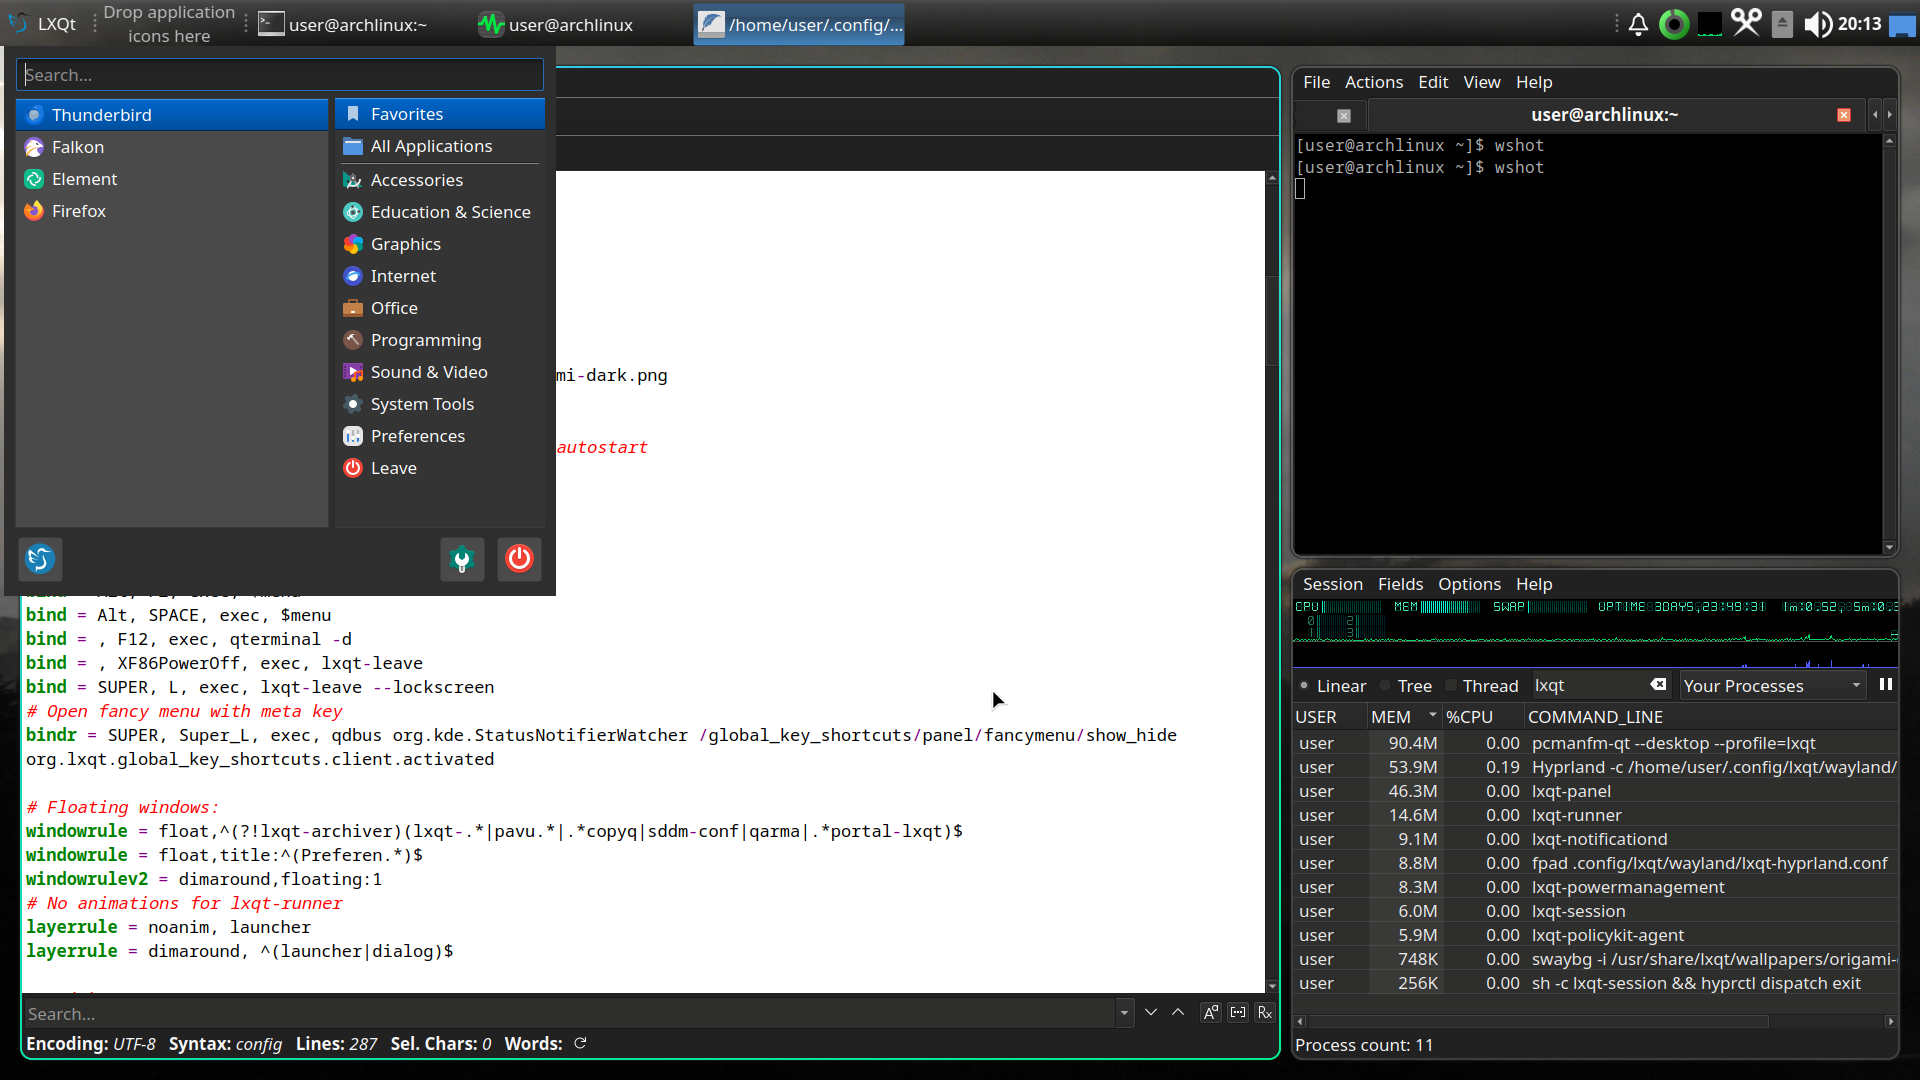 LXQt
Drop application
icons here
user@archlinux:~
user@archlinux
/home/user/.config/...
20:13
Search...
Thunderbird
Falkon
Element
Firefox
Favorites
All Applications
Accessories
Education & Science
Graphics
Internet
Office
Programming
Sound & Video
System Tools
Preferences
Leave
mi-dark.png
autostart
bind = Alt, SPACE, exec, $menu
bind = , F12, exec, qterminal -d
bind = , XF86PowerOff, exec, lxqt-leave
bind = SUPER, L, exec, lxqt-leave --lockscreen
# Open fancy menu with meta key
bindr = SUPER, Super_L, exec, qdbus org.kde.StatusNotifierWatcher /global_key_shortcuts/panel/fancymenu/show_hide
org.lxqt.global_key_shortcuts.client.activated
# Floating windows:
windowrule = float,^(?!lxqt-archiver)(lxqt-.*|pavu.*|.*copyq|sddm-conf|qarma|.*portal-lxqt)$
windowrule = float,title:^(Preferen.*)$
windowrulev2 = dimaround,floating:1
# No animations for lxqt-runner
layerrule = noanim, launcher
layerrule = dimaround, ^(launcher|dialog)$
Search...
Encoding: UTF-8 Syntax: config Lines: 287 Sel. Chars: 0 Words:
File Actions Edit View Help
user@archlinux:~
[user@archlinux ~]$ wshot
[user@archlinux ~]$ wshot
Session Fields Options Help
CPU MEM SWAP UPTIME 3DAYS,23:49:31 1m:0.52, 5m:0.3
0 2
1 3
Linear Tree Thread lxqt Your Processes
USER MEM %CPU COMMAND_LINE
user 90.4M 0.00 pcmanfm-qt --desktop --profile=lxqt
user 53.9M 0.19 Hyprland -c /home/user/.config/lxqt/wayland/
user 46.3M 0.00 lxqt-panel
user 14.6M 0.00 lxqt-runner
user 9.1M 0.00 lxqt-notificationd
user 8.8M 0.00 fpad .config/lxqt/wayland/lxqt-hyprland.conf
user 8.3M 0.00 lxqt-powermanagement
user 6.0M 0.00 lxqt-session
user 5.9M 0.00 lxqt-policykit-agent
user 748K 0.00 swaybg -i /usr/share/lxqt/wallpapers/origami-
user 256K 0.00 sh -c lxqt-session && hyprctl dispatch exit
Process count: 11